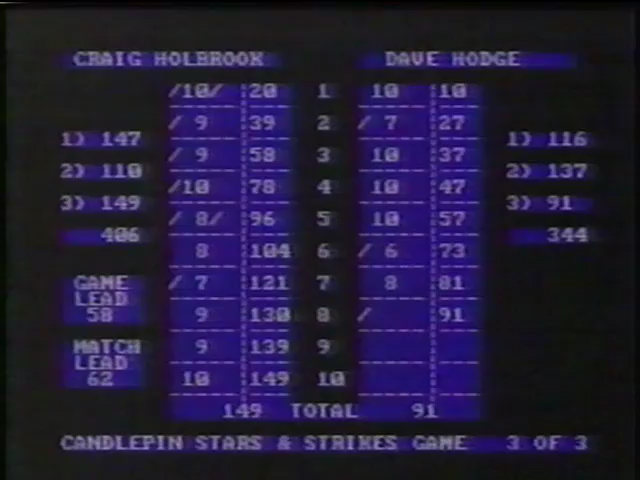 CRAIG HOLBROOK DAVE HODGE
/10/ 20 1 10 10
/ 9 39 2 / 7 27
1) 147 1) 116
/ 9 58 3 10 37
2) 110 2) 137
/10 78 4 10 47
3) 149 3) 91
/ 8/ 96 5 10 57
406 344
8 104 6 / 6 73
GAME / 7 121 7 8 81
LEAD
58 9 130 8 / 91
MATCH 9 139 9
LEAD
62 10 149 10
149 TOTAL 91
CANDLEPIN STARS & STRIKES GAME 3 OF 3